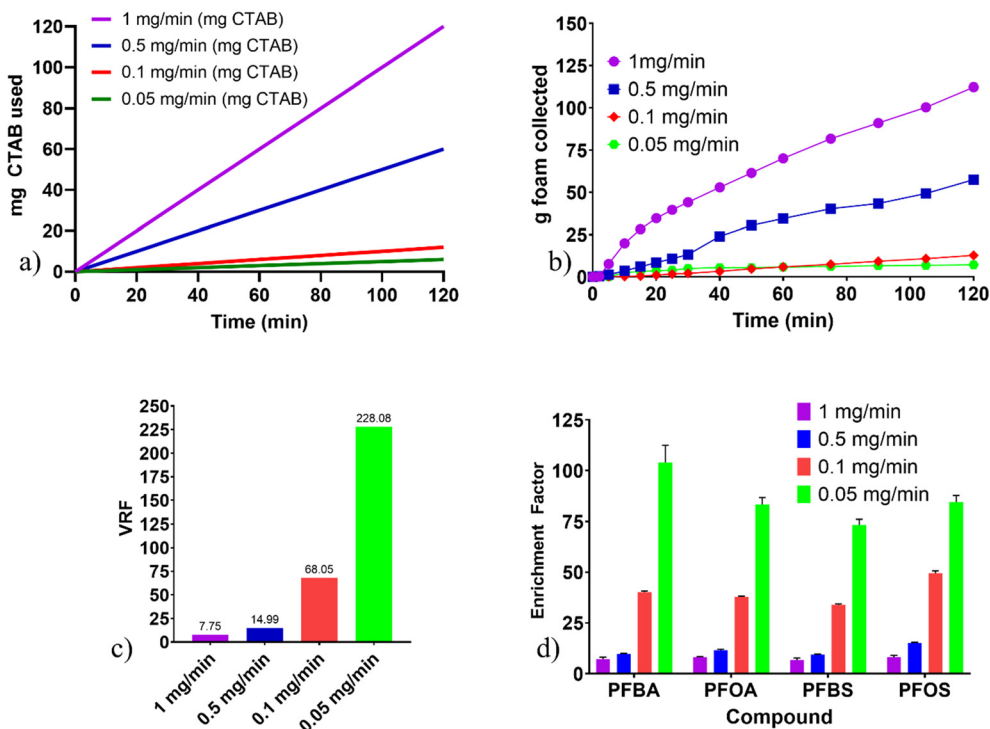 1 mg/min (mg CTAB)
0.5 mg/min (mg CTAB)
0.1 mg/min (mg CTAB)
0.05 mg/min (mg CTAB)
mg CTAB used
120
100
80
60
40
20
0
0 20 40 60 80 100 120
Time (min)
a)
1mg/min
0.5 mg/min
0.1 mg/min
0.05 mg/min
g foam collected
150
125
100
75
50
25
0
0 20 40 60 80 100 120
Time (min)
b)
VRF
250
225
200
175
150
125
100
75
50
25
0
7.75
14.99
68.05
228.08
1 mg/min
0.5 mg/min
0.1 mg/min
0.05 mg/min
c)
1 mg/min
0.5 mg/min
0.1 mg/min
0.05 mg/min
Enrichment Factor
125
100
75
50
25
0
PFBA PFOA PFBS PFOS
Compound
d)